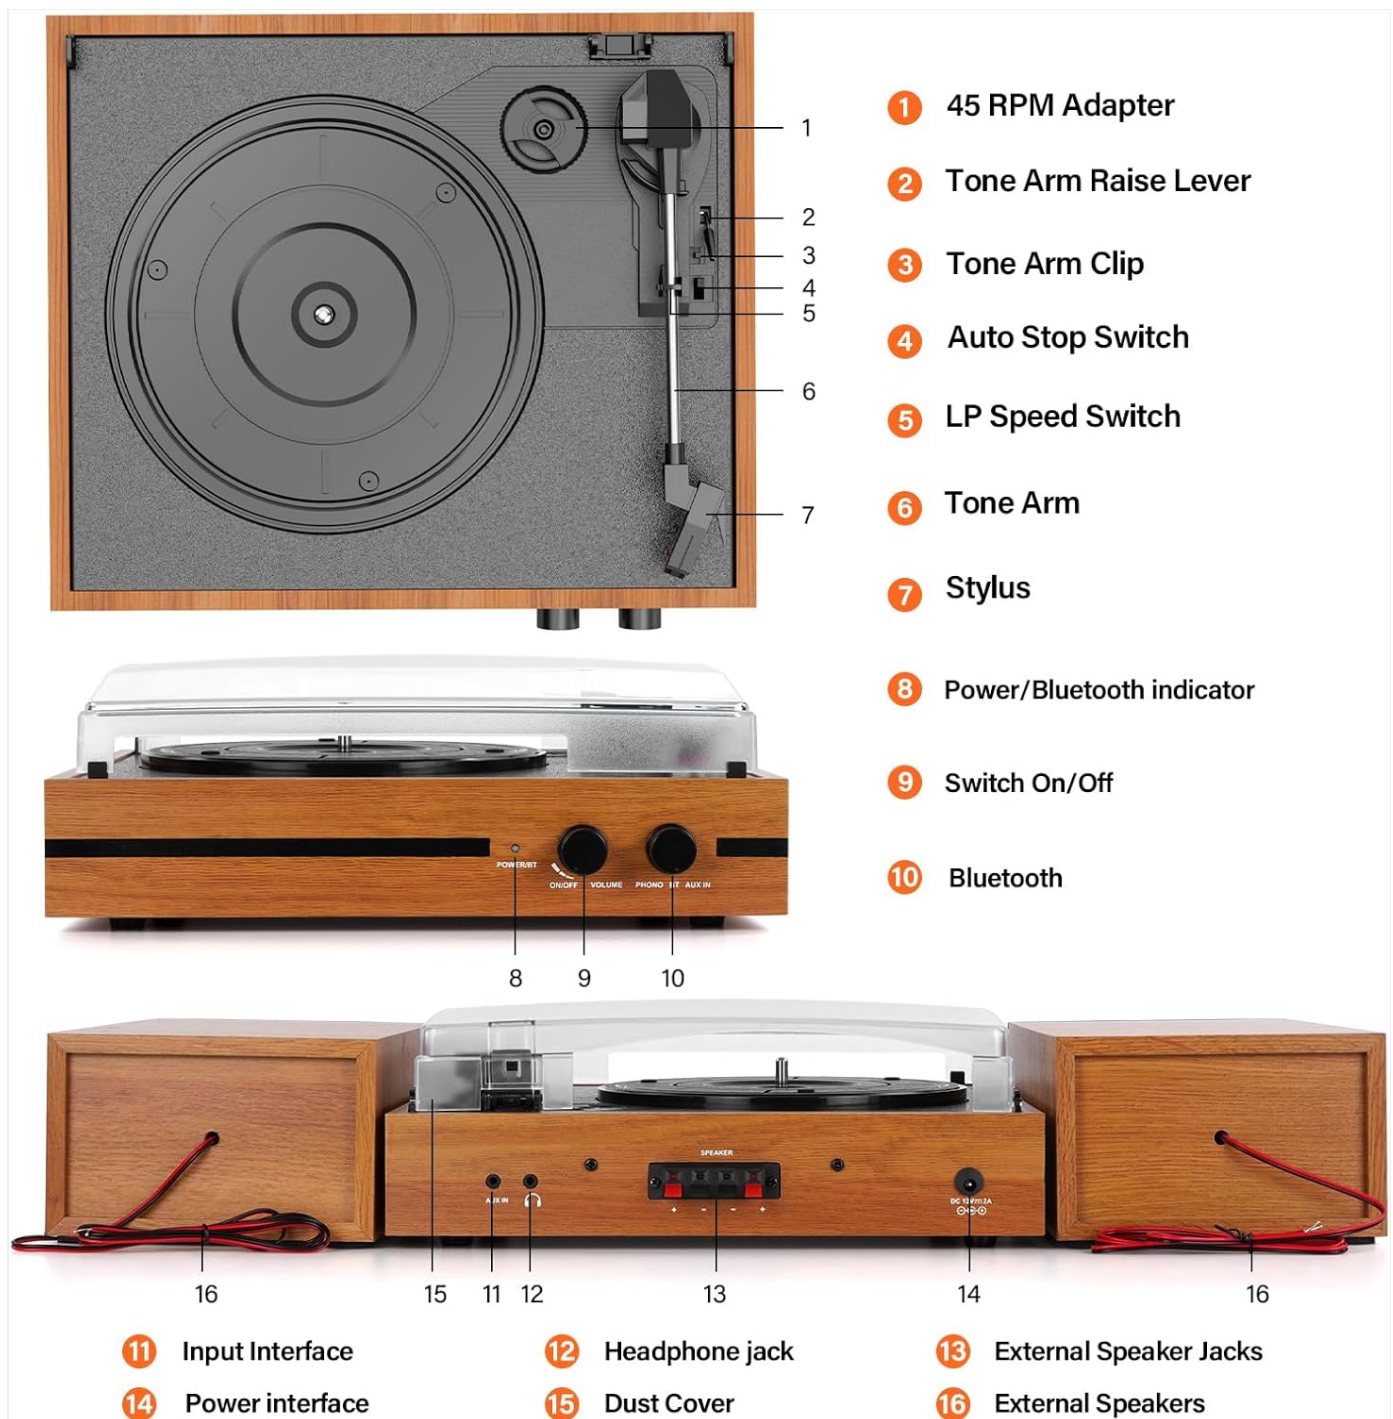 1
2
3
4
5
6
7
1 45 RPM Adapter
2 Tone Arm Raise Lever
3 Tone Arm Clip
4 Auto Stop Switch
5 LP Speed Switch
6 Tone Arm
7 Stylus
8 Power/Bluetooth indicator
9 Switch On/Off
10 Bluetooth
POWER/BT
ON/OFF VOLUME PHONO BT AUX IN
8 9 10
SPEAKER
AUX IN
DC 12V 2A
+ - - +
16 15 11 12 13 14 16
11 Input Interface 12 Headphone jack 13 External Speaker Jacks
14 Power interface 15 Dust Cover 16 External Speakers